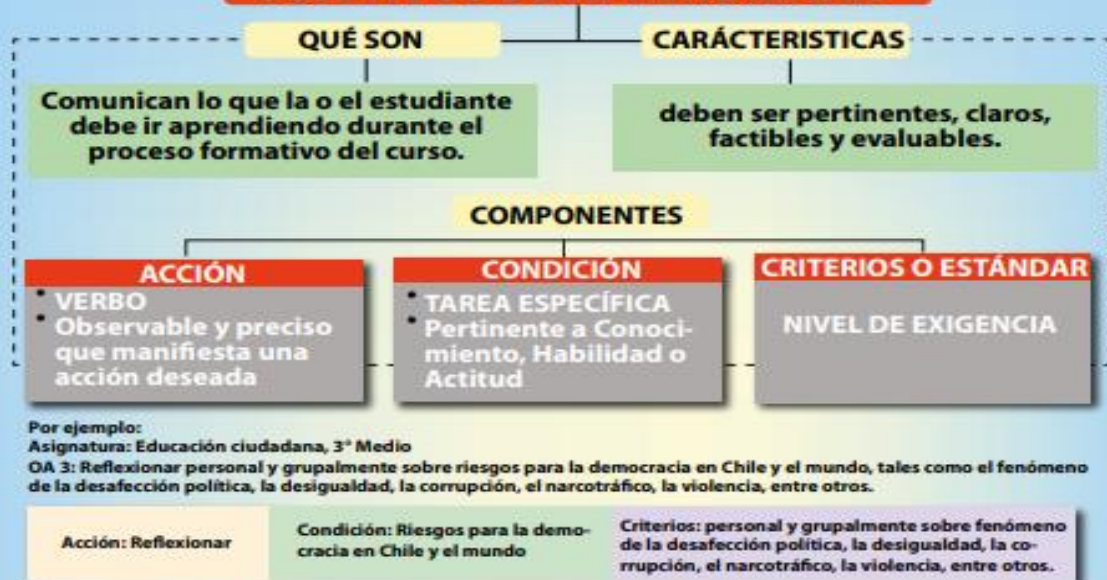 QUÉ SON
CARÁCTERISTICAS
Comunican lo que la o el estudiante
debe ir aprendiendo durante el
proceso formativo del curso.
deben ser pertinentes, claros,
factibles y evaluables.
COMPONENTES
ACCIÓN
• VERBO
• Observable y preciso
que manifiesta una
acción deseada
CONDICIÓN
• TAREA ESPECÍFICA
• Pertinente a Conoci-
miento, Habilidad o
Actitud
CRITERIOS O ESTÁNDAR
NIVEL DE EXIGENCIA
Por ejemplo:
Asignatura: Educación ciudadana, 3° Medio
OA 3: Reflexionar personal y grupalmente sobre riesgos para la democracia en Chile y el mundo, tales como el fenómeno
de la desafección política, la desigualdad, la corrupción, el narcotráfico, la violencia, entre otros.
Acción: Reflexionar
Condición: Riesgos para la demo-
cracia en Chile y el mundo
Criterios: personal y grupalmente sobre fenómeno
de la desafección política, la desigualdad, la co-
rrupción, el narcotráfico, la violencia, entre otros.